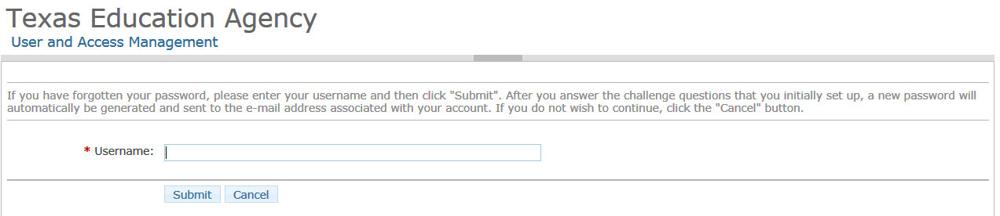 Texas Education Agency
User and Access Management
If you have forgotten your password, please enter your username and then click "Submit". After you answer the challenge questions that you initially set up, a new password will
automatically be generated and sent to the e-mail address associated with your account. If you do not wish to continue, click the "Cancel" button.
* Username:
Submit Cancel